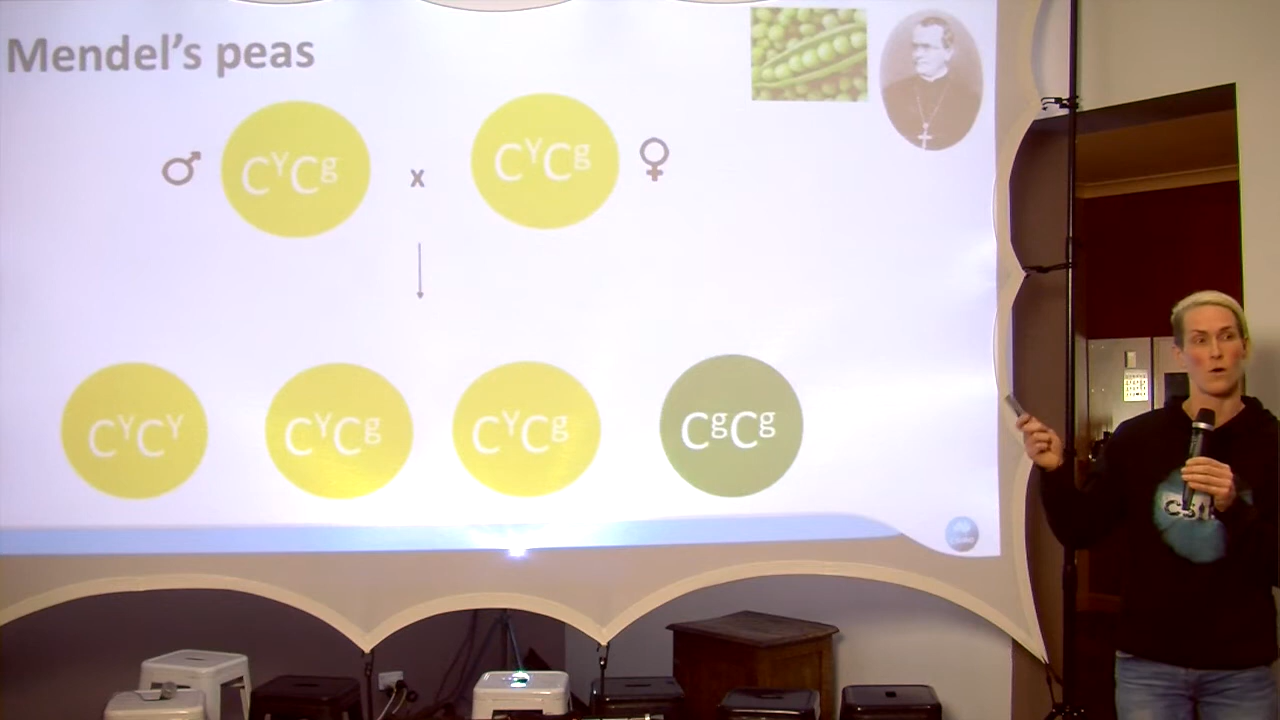 Mendel's peas
♂ CʸCᵍ x CʸCᵍ ♀
CʸCʸ CʸCᵍ CʸCᵍ CᵍCᵍ